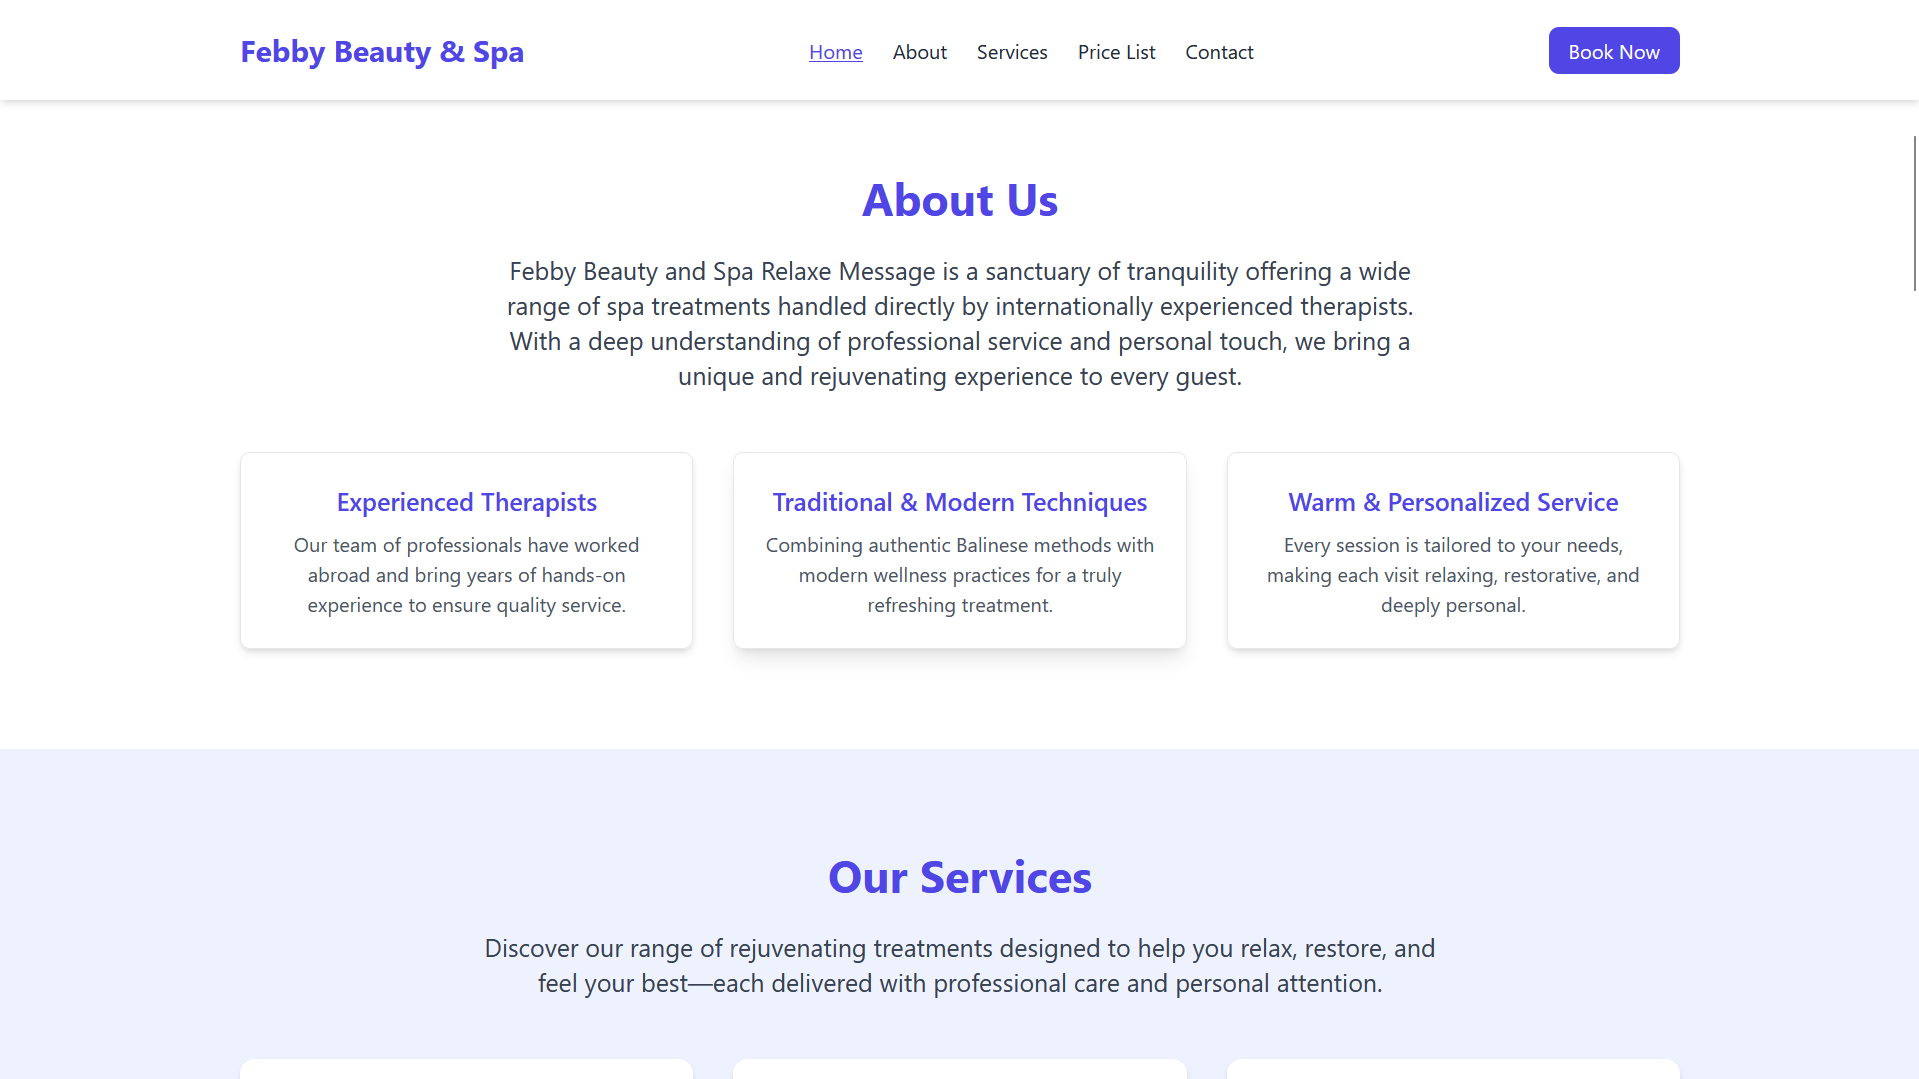 Febby Beauty & Spa
Home
About
Services
Price List
Contact
Book Now
About Us
Febby Beauty and Spa Relaxe Message is a sanctuary of tranquility offering a wide
range of spa treatments handled directly by internationally experienced therapists.
With a deep understanding of professional service and personal touch, we bring a
unique and rejuvenating experience to every guest.
Experienced Therapists
Our team of professionals have worked
abroad and bring years of hands-on
experience to ensure quality service.
Traditional & Modern Techniques
Combining authentic Balinese methods with
modern wellness practices for a truly
refreshing treatment.
Warm & Personalized Service
Every session is tailored to your needs,
making each visit relaxing, restorative, and
deeply personal.
Our Services
Discover our range of rejuvenating treatments designed to help you relax, restore, and
feel your best—each delivered with professional care and personal attention.